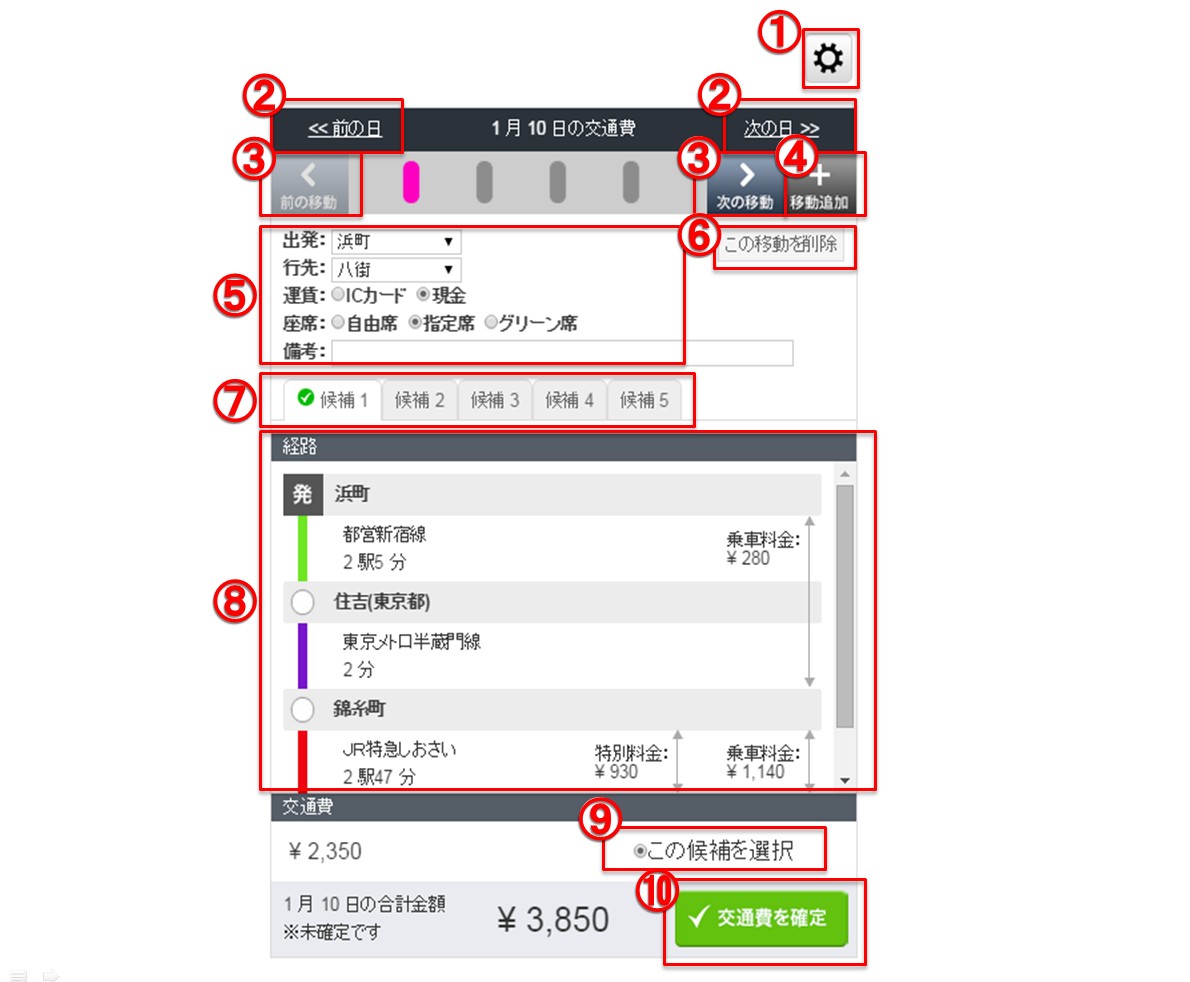 ①
② ②
<< 前の日 1 月 10 日の交通費 次の日 >>
③ ③ ④
前の移動 次の移動 移動追加
⑥
出発: 浜町 この移動を削除
行先: 八街
⑤
運賃: ICカード 現金
座席: 自由席 指定席 グリーン席
備考:
⑦
候補 1 候補 2 候補 3 候補 4 候補 5
経路
発 浜町
都営新宿線 乗車料金:
2 駅5 分 ¥ 280
⑧
住吉(東京都)
東京メトロ半蔵門線
2 分
錦糸町
JR特急しおさい 特別料金: 乗車料金:
2 駅47 分 ¥ 930 ¥ 1,140
交通費
⑨
¥ 2,350 この候補を選択
⑩
1 月 10 日の合計金額 ¥ 3,850 交通費を確定
※未確定です